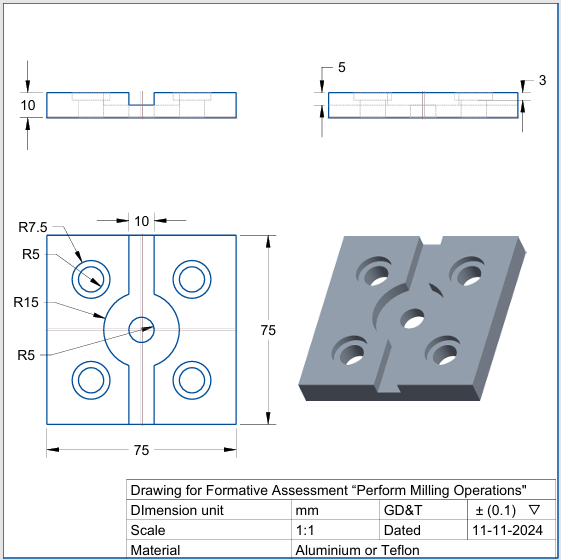 5
3
10
10
R7.5
R5
R15
R5
75
75
Drawing for Formative Assessment “Perform Milling Operations"
DImension unit mm GD&T ± (0.1) ▽
Scale 1:1 Dated 11-11-2024
Material Aluminium or Teflon